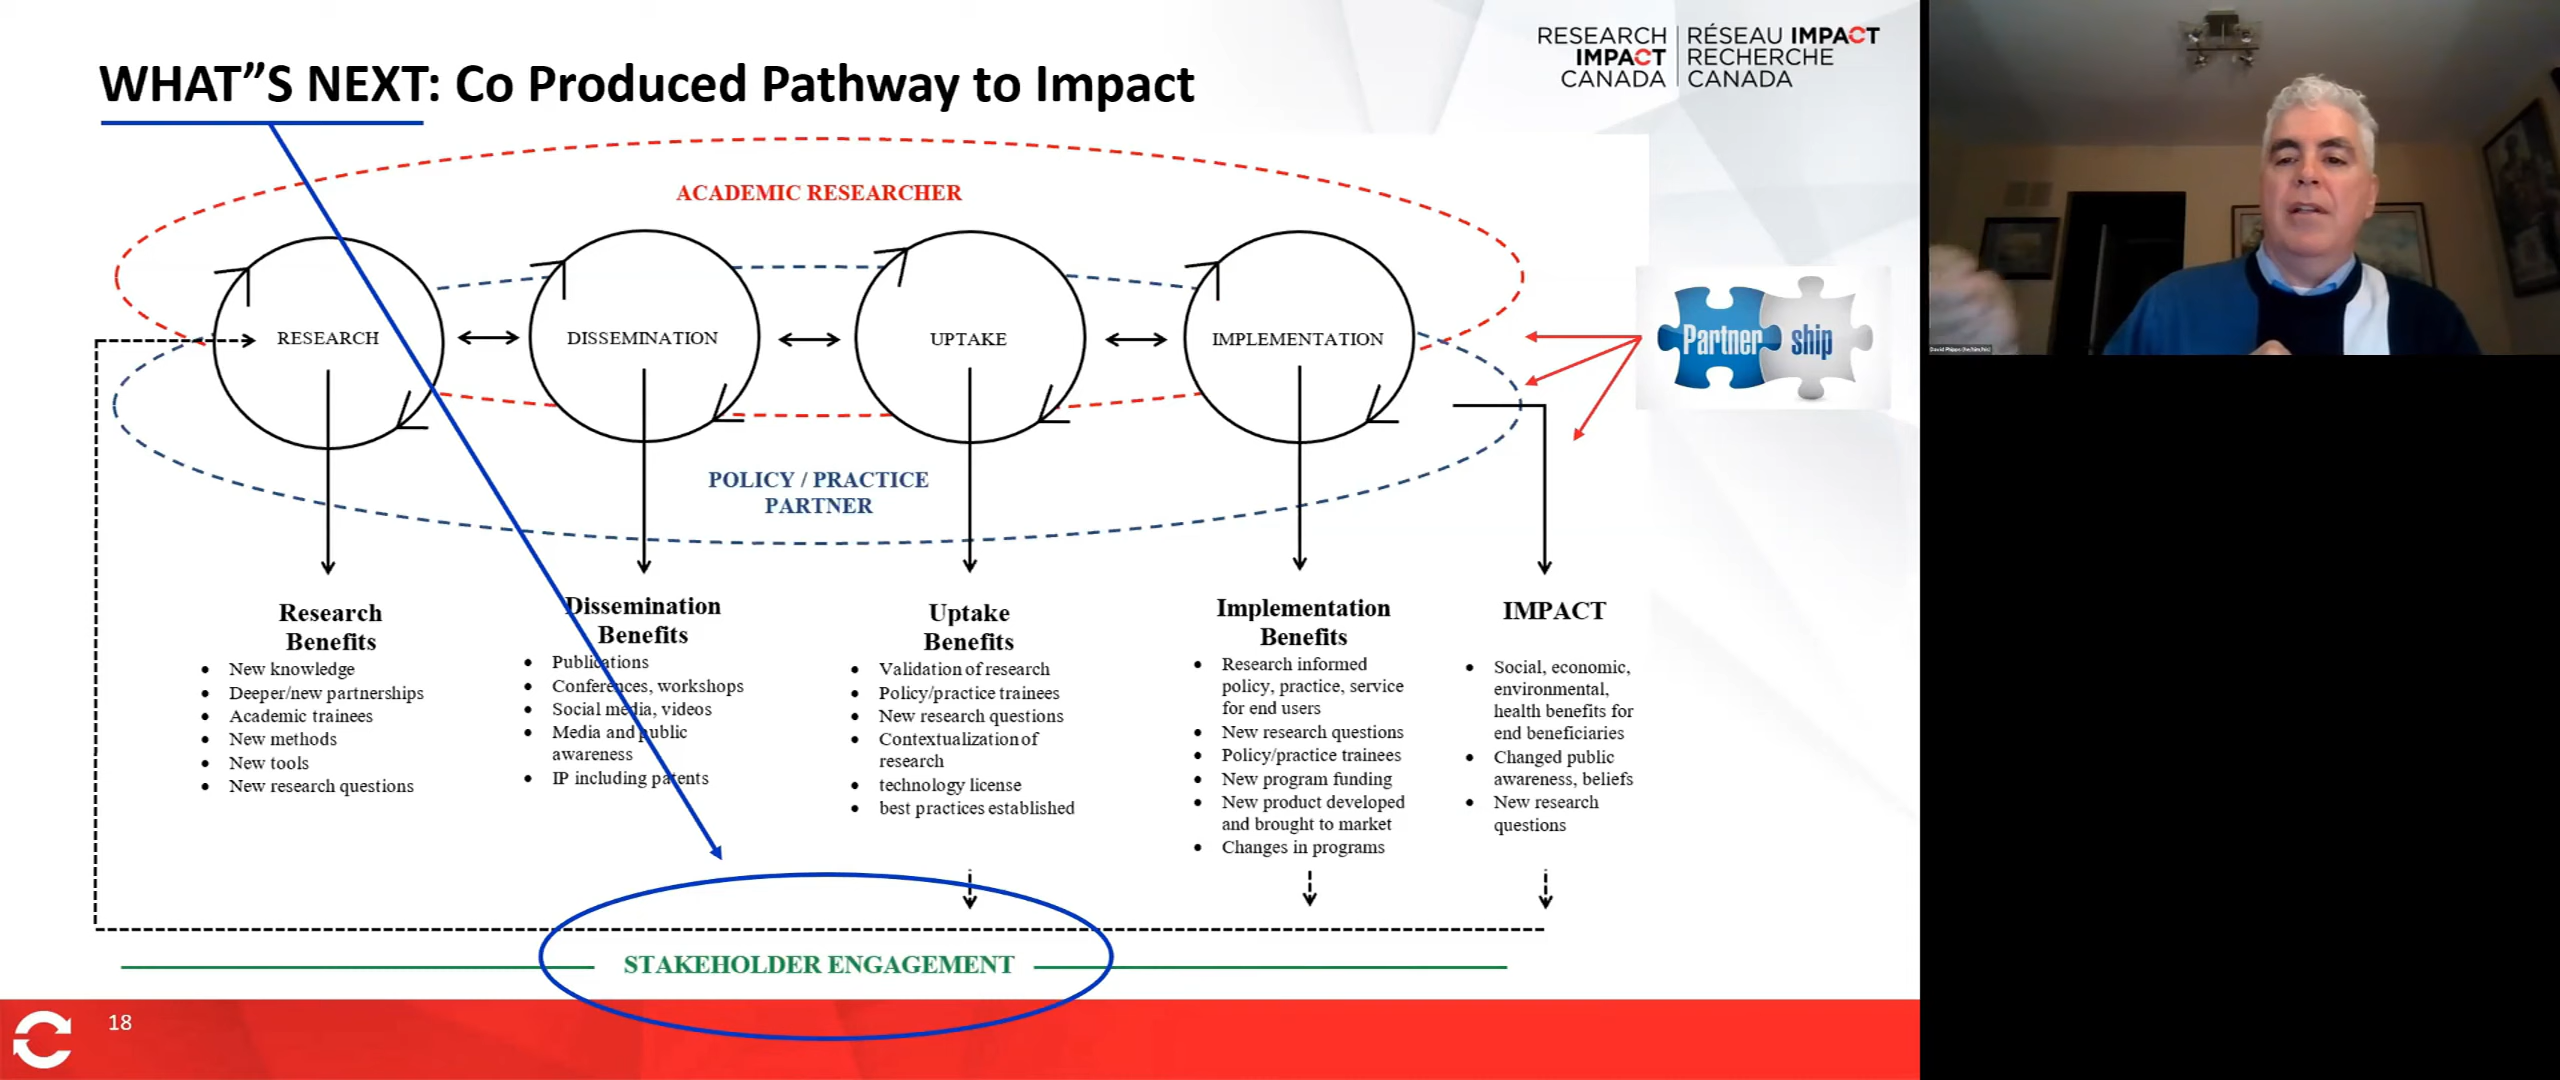 WHAT”S NEXT: Co Produced Pathway to Impact
RESEARCH
IMPACT
CANADA
RÉSEAU IMPACT
RECHERCHE
CANADA
ACADEMIC RESEARCHER
RESEARCH
DISSEMINATION
UPTAKE
IMPLEMENTATION
Partner ship
POLICY / PRACTICE
PARTNER
Research
Benefits
New knowledge
Deeper/new partnerships
Academic trainees
New methods
New tools
New research questions
Dissemination
Benefits
Publications
Conferences, workshops
Social media, videos
Media and public
awareness
IP including patents
Uptake
Benefits
Validation of research
Policy/practice trainees
New research questions
Contextualization of
research
technology license
best practices established
Implementation
Benefits
Research informed
policy, practice, service
for end users
New research questions
Policy/practice trainees
New program funding
New product developed
and brought to market
Changes in programs
IMPACT
Social, economic,
environmental,
health benefits for
end beneficiaries
Changed public
awareness, beliefs
New research
questions
STAKEHOLDER ENGAGEMENT
18
David Phipps (he/him/his)